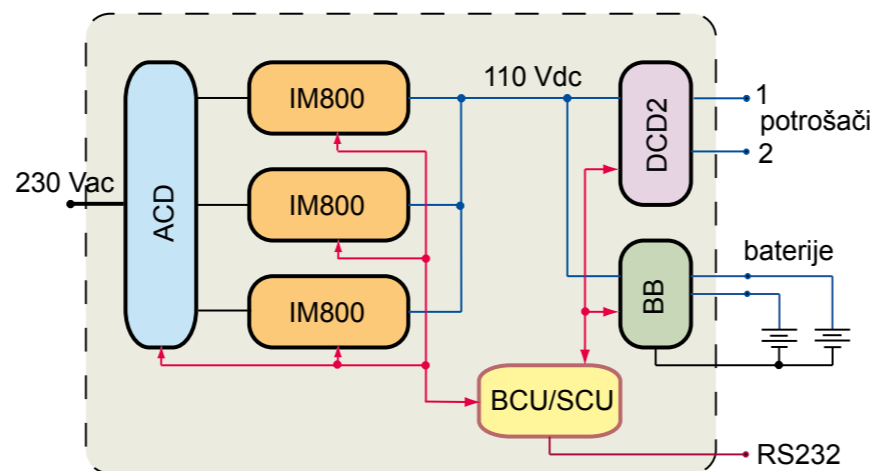 230 Vac
ACD
IM800
IM800
IM800
110 Vdc
DCD2
1
potrošači
2
baterije
BB
BCU/SCU
RS232